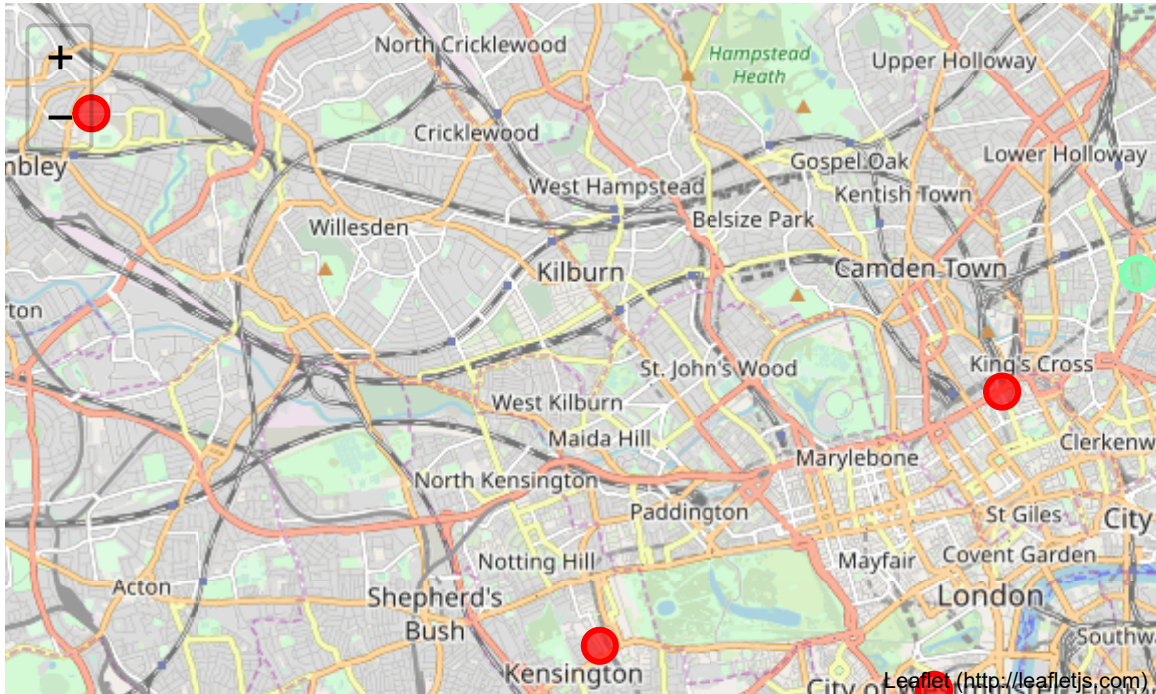 +
North Cricklewood
Hampstead
Heath
Upper Holloway
−
Cricklewood
mbley
Gospel Oak
Lower Holloway
West Hampstead
Kentish Town
Belsize Park
Willesden
Kilburn
Camden Town
rton
St. John's Wood
King's Cross
West Kilburn
Maida Hill
Clerkenw
Marylebone
North Kensington
Paddington
St Giles
City
Notting Hill
Mayfair
Covent Garden
Acton
Shepherd's
Bush
London
Southwa
Kensington
City of
Leaflet (http://leafletjs.com)